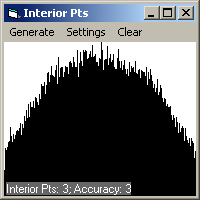 Interior Pts
Generate Settings Clear
Interior Pts: 3; Accuracy: 3